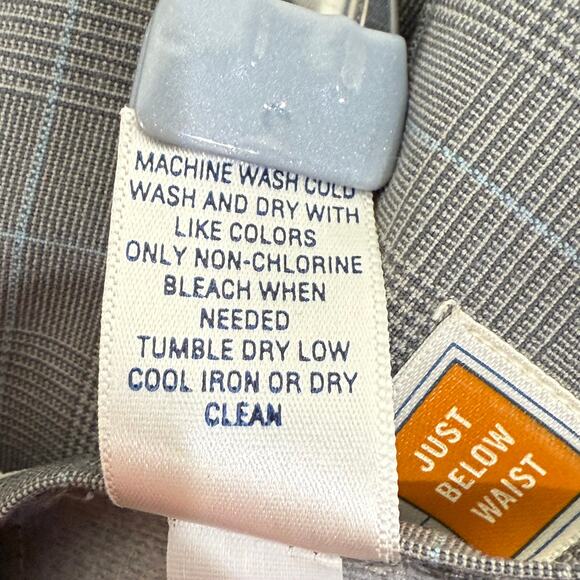 MACHINE WASH COLD
WASH AND DRY WITH
LIKE COLORS
ONLY NON-CHLORINE
BLEACH WHEN
NEEDED
TUMBLE DRY LOW
COOL IRON OR DRY
CLEAN
JUST
BELOW
WAIST